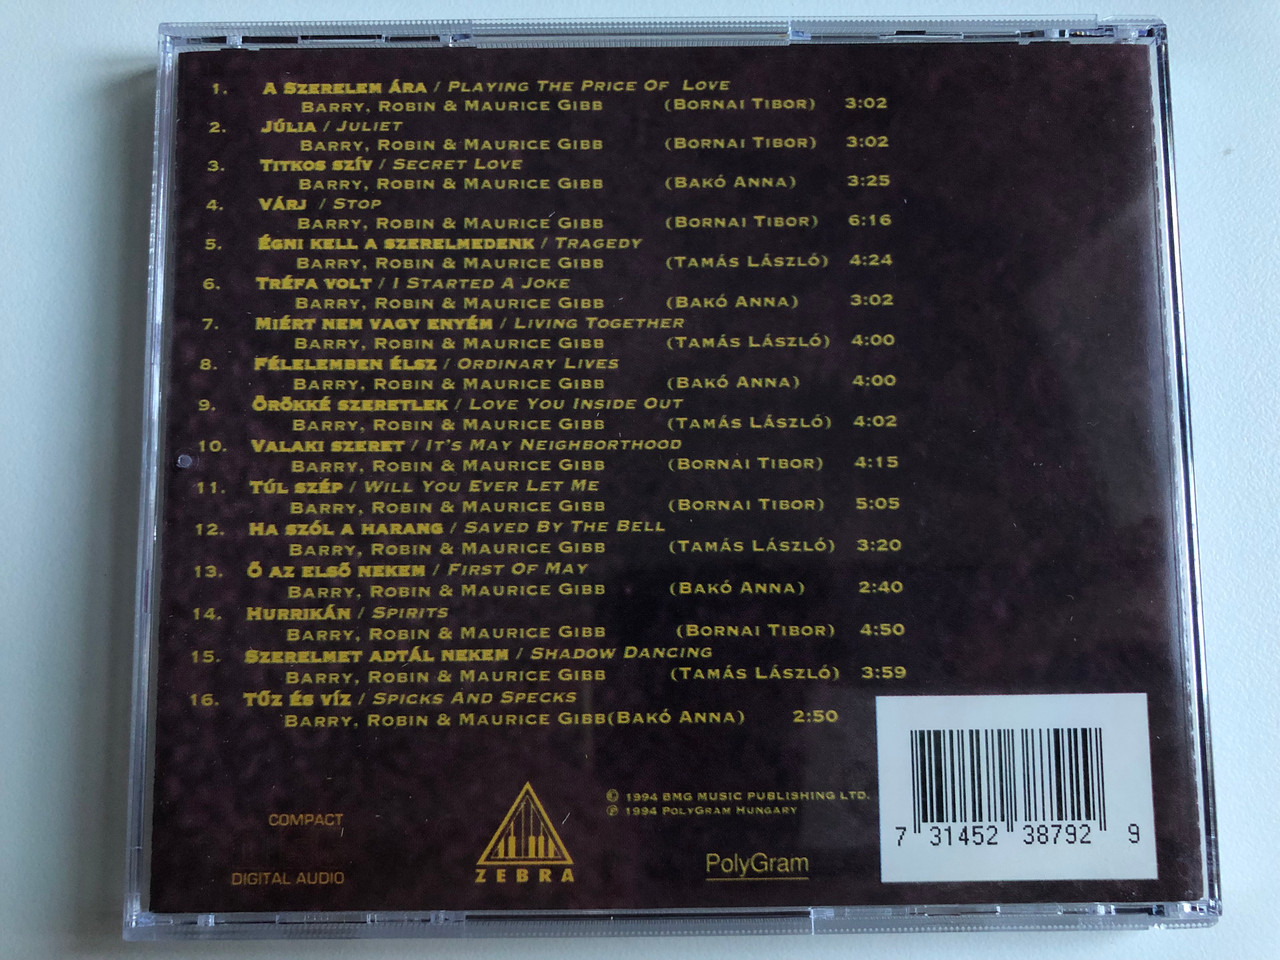 1. A Szerelem Ára / Playing The Price Of Love
Barry, Robin & Maurice Gibb (Bornai Tibor) 3:02
2. Júlia / Juliet
Barry, Robin & Maurice Gibb (Bornai Tibor) 3:02
3. Titkos szív / Secret Love
Barry, Robin & Maurice Gibb (Bakó Anna) 3:25
4. Várj / Stop
Barry, Robin & Maurice Gibb (Bornai Tibor) 6:16
5. Égni kell a szerelmedenk / Tragedy
Barry, Robin & Maurice Gibb (Tamás László) 4:24
6. Tréfa volt / I Started A Joke
Barry, Robin & Maurice Gibb (Bakó Anna) 3:02
7. Miért nem vagy enyém / Living Together
Barry, Robin & Maurice Gibb (Tamás László) 4:00
8. Félelemben élsz / Ordinary Lives
Barry, Robin & Maurice Gibb (Bakó Anna) 4:00
9. Örökké szeretlek / Love You Inside Out
Barry, Robin & Maurice Gibb (Tamás László) 4:02
10. Valaki szeret / It's May Neighborthood
Barry, Robin & Maurice Gibb (Bornai Tibor) 4:15
11. Túl szép / Will You Ever Let Me
Barry, Robin & Maurice Gibb (Bornai Tibor) 5:05
12. Ha szól a harang / Saved By The Bell
Barry, Robin & Maurice Gibb (Tamás László) 3:20
13. Ő az első nekem / First Of May
Barry, Robin & Maurice Gibb (Bakó Anna) 2:40
14. Hurrikán / Spirits
Barry, Robin & Maurice Gibb (Bornai Tibor) 4:50
15. Szerelmet adtál nekem / Shadow Dancing
Barry, Robin & Maurice Gibb (Tamás László) 3:59
16. Tűz és víz / Spicks And Specks
Barry, Robin & Maurice Gibb(Bakó Anna) 2:50
© 1994 BMG Music Publishing Ltd.
℗ 1994 PolyGram Hungary
COMPACT
DIGITAL AUDIO
ZEBRA
PolyGram
7 31452 38792 9